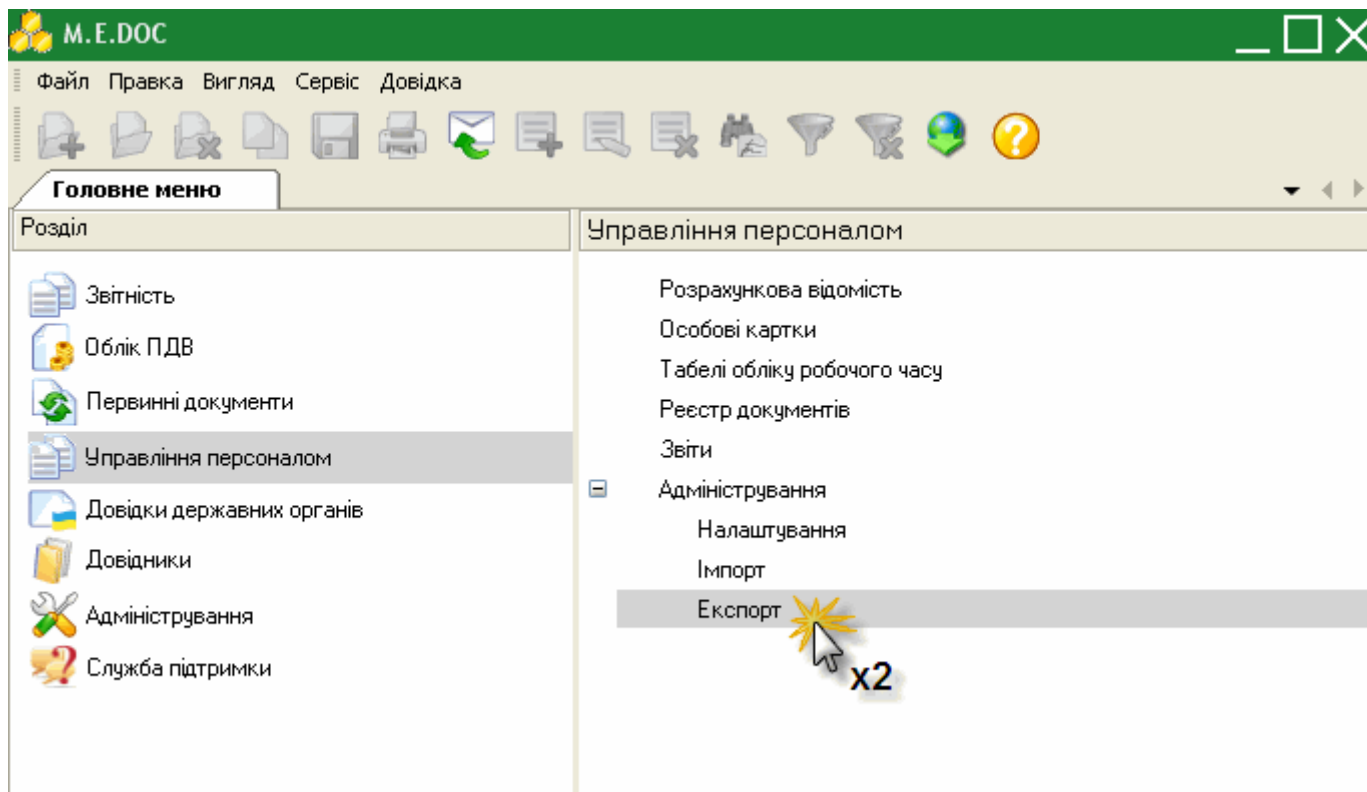 M.E.DOC
Файл Правка Вигляд Сервіс Довідка
Головне меню
Розділ
Звітність
Облік ПДВ
Первинні документи
Управління персоналом
Довідки державних органів
Довідники
Адміністрування
Служба підтримки
Управління персоналом
Розрахункова відомість
Особові картки
Табелі обліку робочого часу
Реєстр документів
Звіти
Адміністрування
Налаштування
Імпорт
Експорт
x2